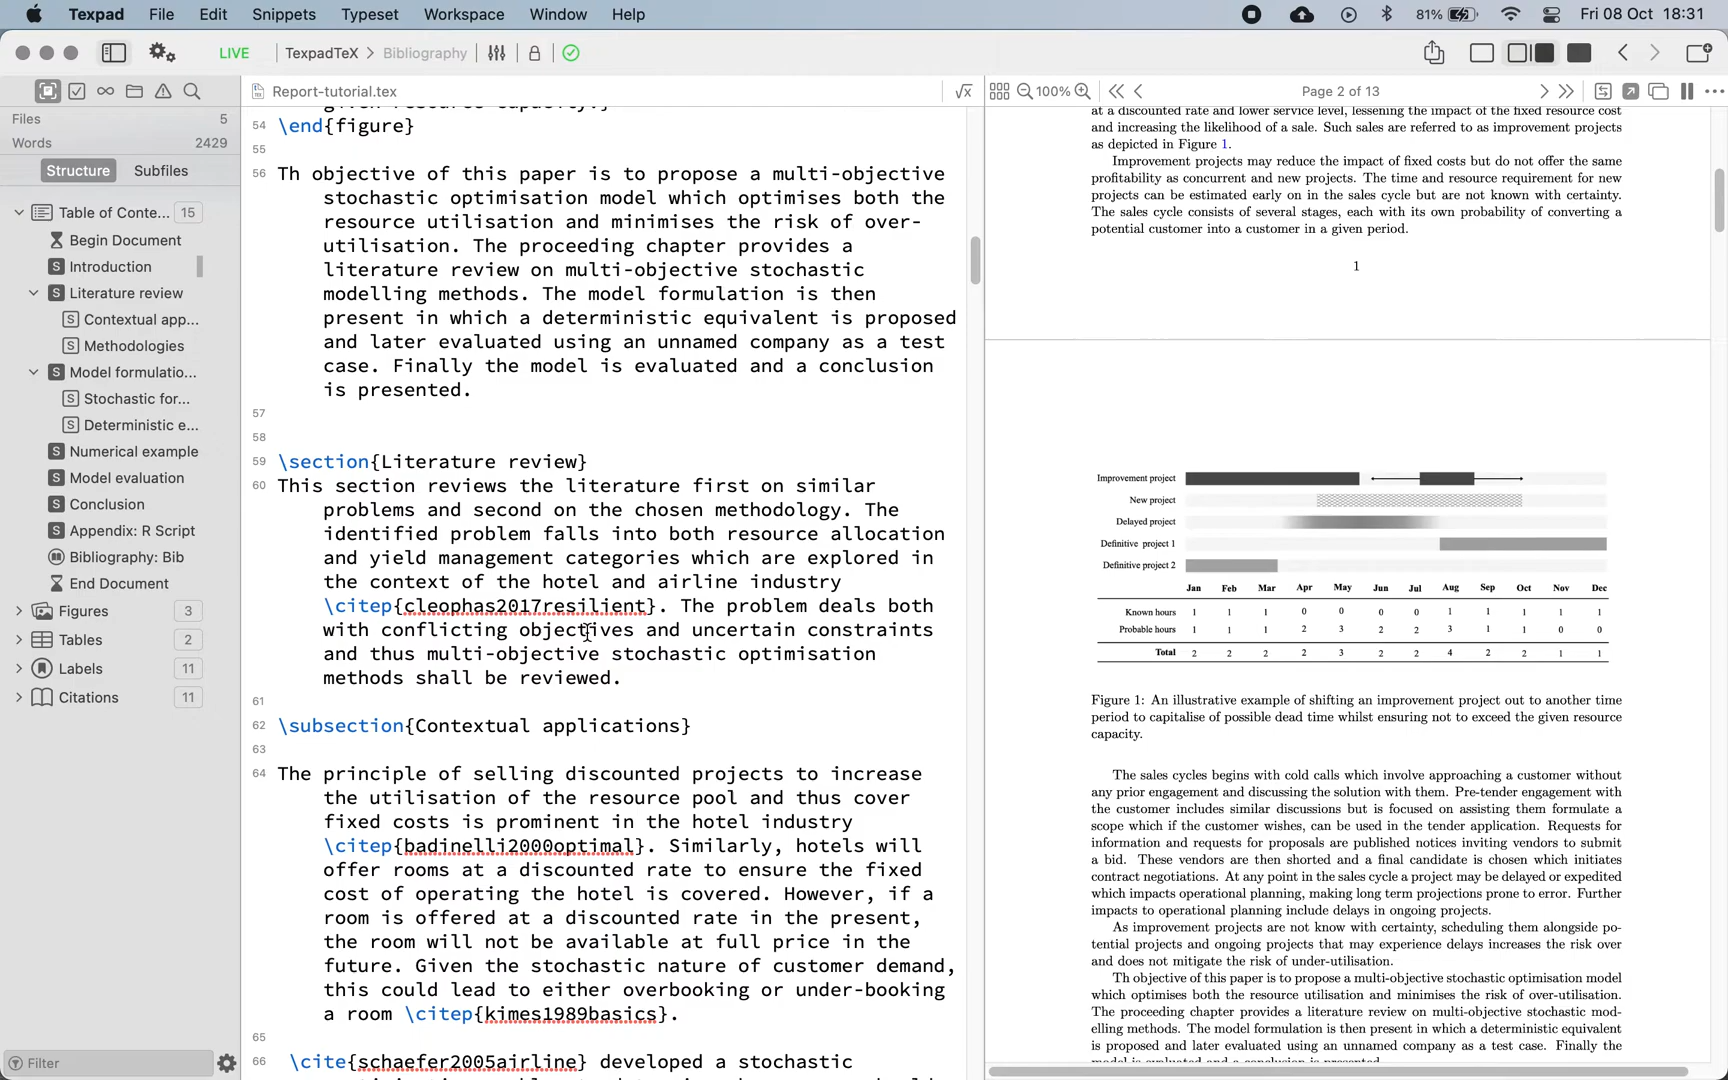 Texpad File Edit Snippets Typeset Workspace Window Help 81% Fri 08 Oct 18:31
LIVE TexpadTeX > Bibliography
Report-tutorial.tex 100% Page 2 of 13
Files 5
Words 2429
Structure Subfiles
Table of Conte... 15
Begin Document
Introduction
Literature review
Contextual app...
Methodologies
Model formulatio...
Stochastic for...
Deterministic e...
Numerical example
Model evaluation
Conclusion
Appendix: R Script
Bibliography: Bib
End Document
Figures 3
Tables 2
Labels 11
Citations 11
Filter
given resource capacity.}
54 \end{figure}
55
56 Th objective of this paper is to propose a multi-objective
stochastic optimisation model which optimises both the
resource utilisation and minimises the risk of over-
utilisation. The proceeding chapter provides a
literature review on multi-objective stochastic
modelling methods. The model formulation is then
present in which a deterministic equivalent is proposed
and later evaluated using an unnamed company as a test
case. Finally the model is evaluated and a conclusion
is presented.
57
58
59 \section{Literature review}
60 This section reviews the literature first on similar
problems and second on the chosen methodology. The
identified problem falls into both resource allocation
and yield management categories which are explored in
the context of the hotel and airline industry
\citep{cleophas2017resilient}. The problem deals both
with conflicting objectives and uncertain constraints
and thus multi-objective stochastic optimisation
methods shall be reviewed.
61
62 \subsection{Contextual applications}
63
64 The principle of selling discounted projects to increase
the utilisation of the resource pool and thus cover
fixed costs is prominent in the hotel industry
\citep{badinelli2000optimal}. Similarly, hotels will
offer rooms at a discounted rate to ensure the fixed
cost of operating the hotel is covered. However, if a
room is offered at a discounted rate in the present,
the room will not be available at full price in the
future. Given the stochastic nature of customer demand,
this could lead to either overbooking or under-booking
a room \citep{kimes1989basics}.
65
66 \cite{schaefer2005airline} developed a stochastic
at a discounted rate and lower service level, lessening the impact of the fixed resource cost
and increasing the likelihood of a sale. Such sales are referred to as improvement projects
as depicted in Figure 1.
Improvement projects may reduce the impact of fixed costs but do not offer the same
profitability as concurrent and new projects. The time and resource requirement for new
projects can be estimated early on in the sales cycle but are not known with certainty.
The sales cycle consists of several stages, each with its own probability of converting a
potential customer into a customer in a given period.
1
Improvement project
New project
Delayed project
Definitive project 1
Definitive project 2
Jan Feb Mar Apr May Jun Jul Aug Sep Oct Nov Dec
Known hours 1 1 1 0 0 0 0 1 1 1 1 1
Probable hours 1 1 1 2 3 2 2 3 1 1 0 0
Total 2 2 2 2 3 2 2 4 2 2 1 1
Figure 1: An illustrative example of shifting an improvement project out to another time
period to capitalise of possible dead time whilst ensuring not to exceed the given resource
capacity.
The sales cycles begins with cold calls which involve approaching a customer without
any prior engagement and discussing the solution with them. Pre-tender engagement with
the customer includes similar discussions but is focused on assisting them formulate a
scope which if the customer wishes, can be used in the tender application. Requests for
information and requests for proposals are published notices inviting vendors to submit
a bid. These vendors are then shorted and a final candidate is chosen which initiates
contract negotiations. At any point in the sales cycle a project may be delayed or expedited
which impacts operational planning, making long term projections prone to error. Further
impacts to operational planning include delays in ongoing projects.
As improvement projects are not know with certainty, scheduling them alongside po-
tential projects and ongoing projects that may experience delays increases the risk over
and does not mitigate the risk of under-utilisation.
Th objective of this paper is to propose a multi-objective stochastic optimisation model
which optimises both the resource utilisation and minimises the risk of over-utilisation.
The proceeding chapter provides a literature review on multi-objective stochastic mod-
elling methods. The model formulation is then present in which a deterministic equivalent
is proposed and later evaluated using an unnamed company as a test case. Finally the
model is evaluated and a conclusion is presented.